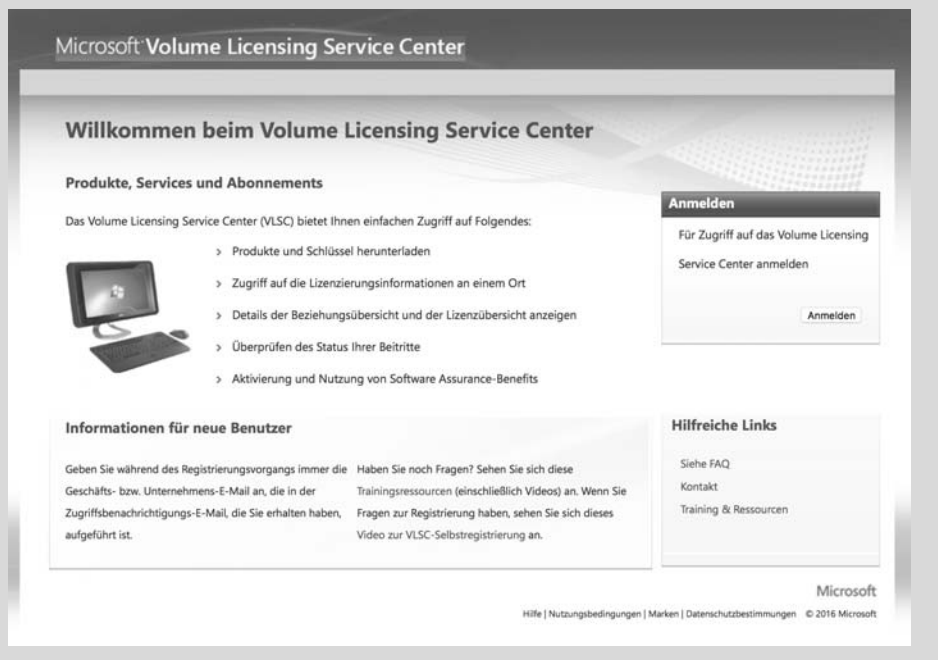 Microsoft Volume Licensing Service Center
Willkommen beim Volume Licensing Service Center
Produkte, Services und Abonnements
Das Volume Licensing Service Center (VLSC) bietet Ihnen einfachen Zugriff auf Folgendes:
› Produkte und Schlüssel herunterladen
› Zugriff auf die Lizenzierungsinformationen an einem Ort
› Details der Beziehungsübersicht und der Lizenzübersicht anzeigen
› Überprüfen des Status Ihrer Beitritte
› Aktivierung und Nutzung von Software Assurance-Benefits
Anmelden
Für Zugriff auf das Volume Licensing
Service Center anmelden
Anmelden
Informationen für neue Benutzer
Geben Sie während des Registrierungsvorgangs immer die
Geschäfts- bzw. Unternehmens-E-Mail an, die in der
Zugriffsbenachrichtigungs-E-Mail, die Sie erhalten haben,
aufgeführt ist.
Haben Sie noch Fragen? Sehen Sie sich diese
Trainingsressourcen (einschließlich Videos) an. Wenn Sie
Fragen zur Registrierung haben, sehen Sie sich dieses
Video zur VLSC-Selbstregistrierung an.
Hilfreiche Links
Siehe FAQ
Kontakt
Training & Ressourcen
Microsoft
Hilfe | Nutzungsbedingungen | Marken | Datenschutzbestimmungen © 2016 Microsoft